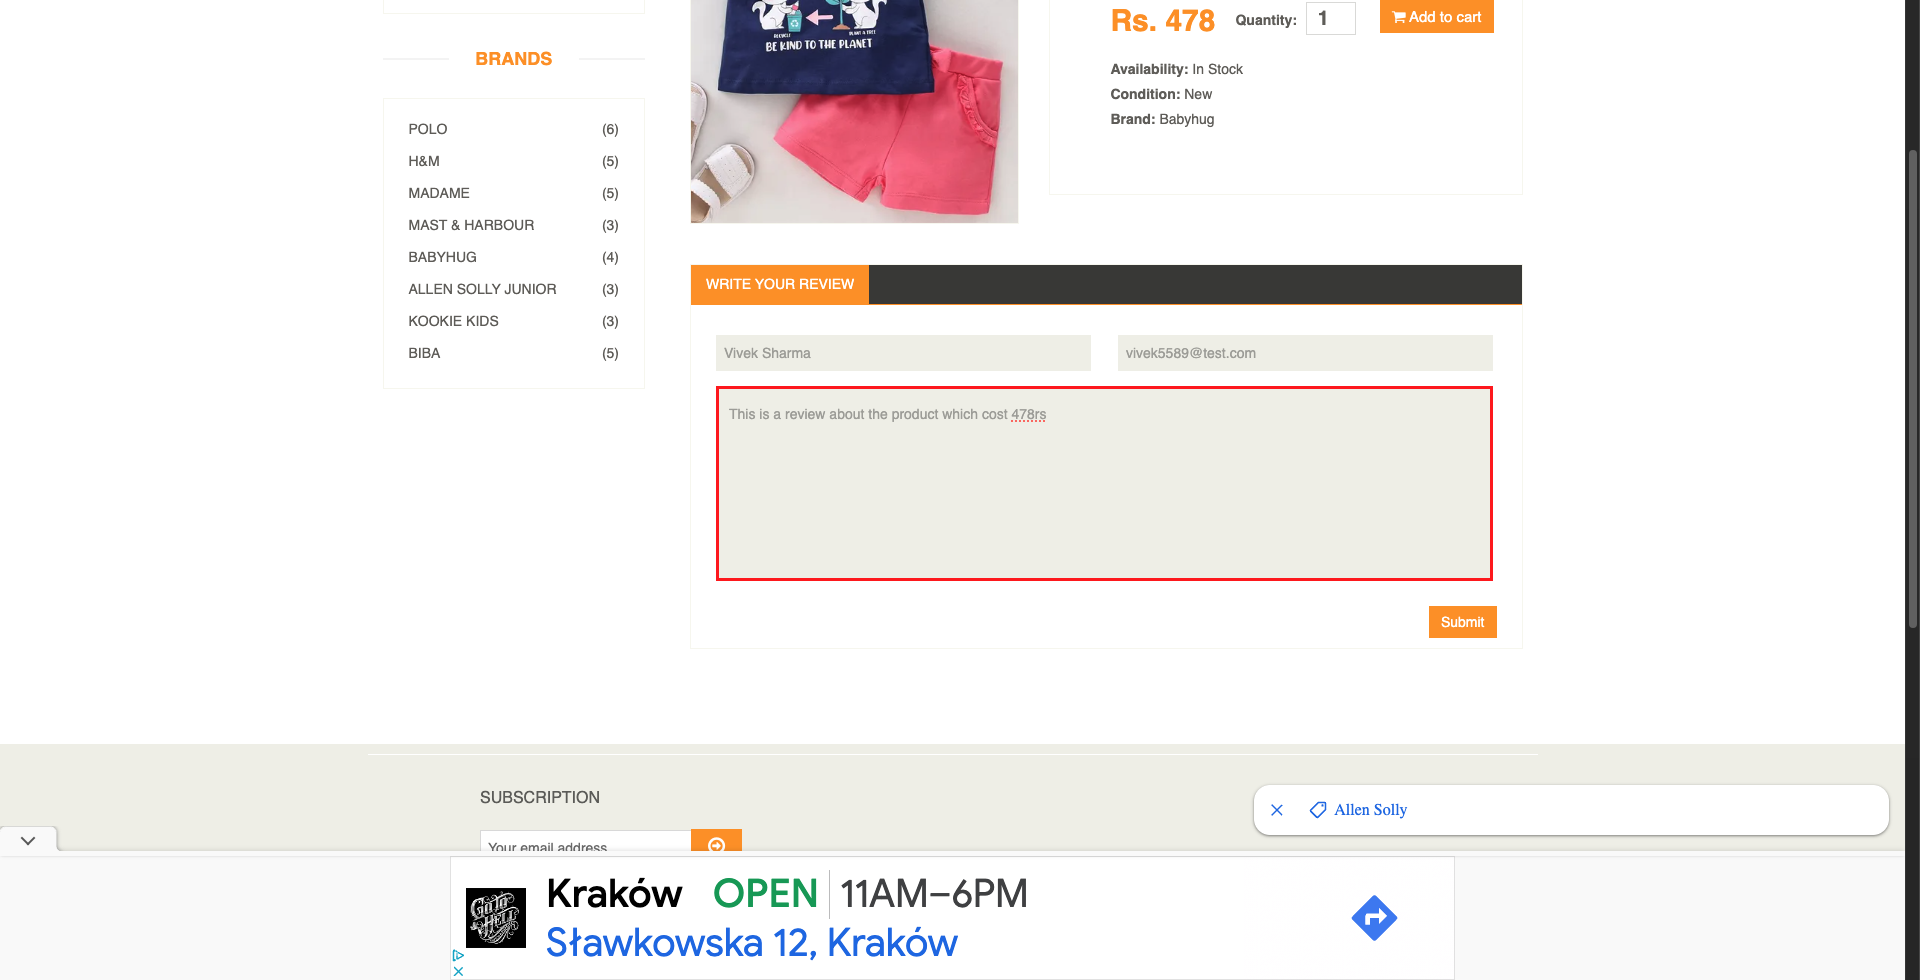 BE KIND TO THE PLANET
Rs. 478 Quantity: 1 Add to cart
Availability: In Stock
Condition: New
Brand: Babyhug
BRANDS
POLO (6)
H&M (5)
MADAME (5)
MAST & HARBOUR (3)
BABYHUG (4)
ALLEN SOLLY JUNIOR (3)
KOOKIE KIDS (3)
BIBA (5)
WRITE YOUR REVIEW
Vivek Sharma vivek5589@test.com
This is a review about the product which cost 478rs
Submit
SUBSCRIPTION
Your email address
Allen Solly
GoTo
HELL
Kraków OPEN 11AM–6PM
Sławkowska 12, Kraków